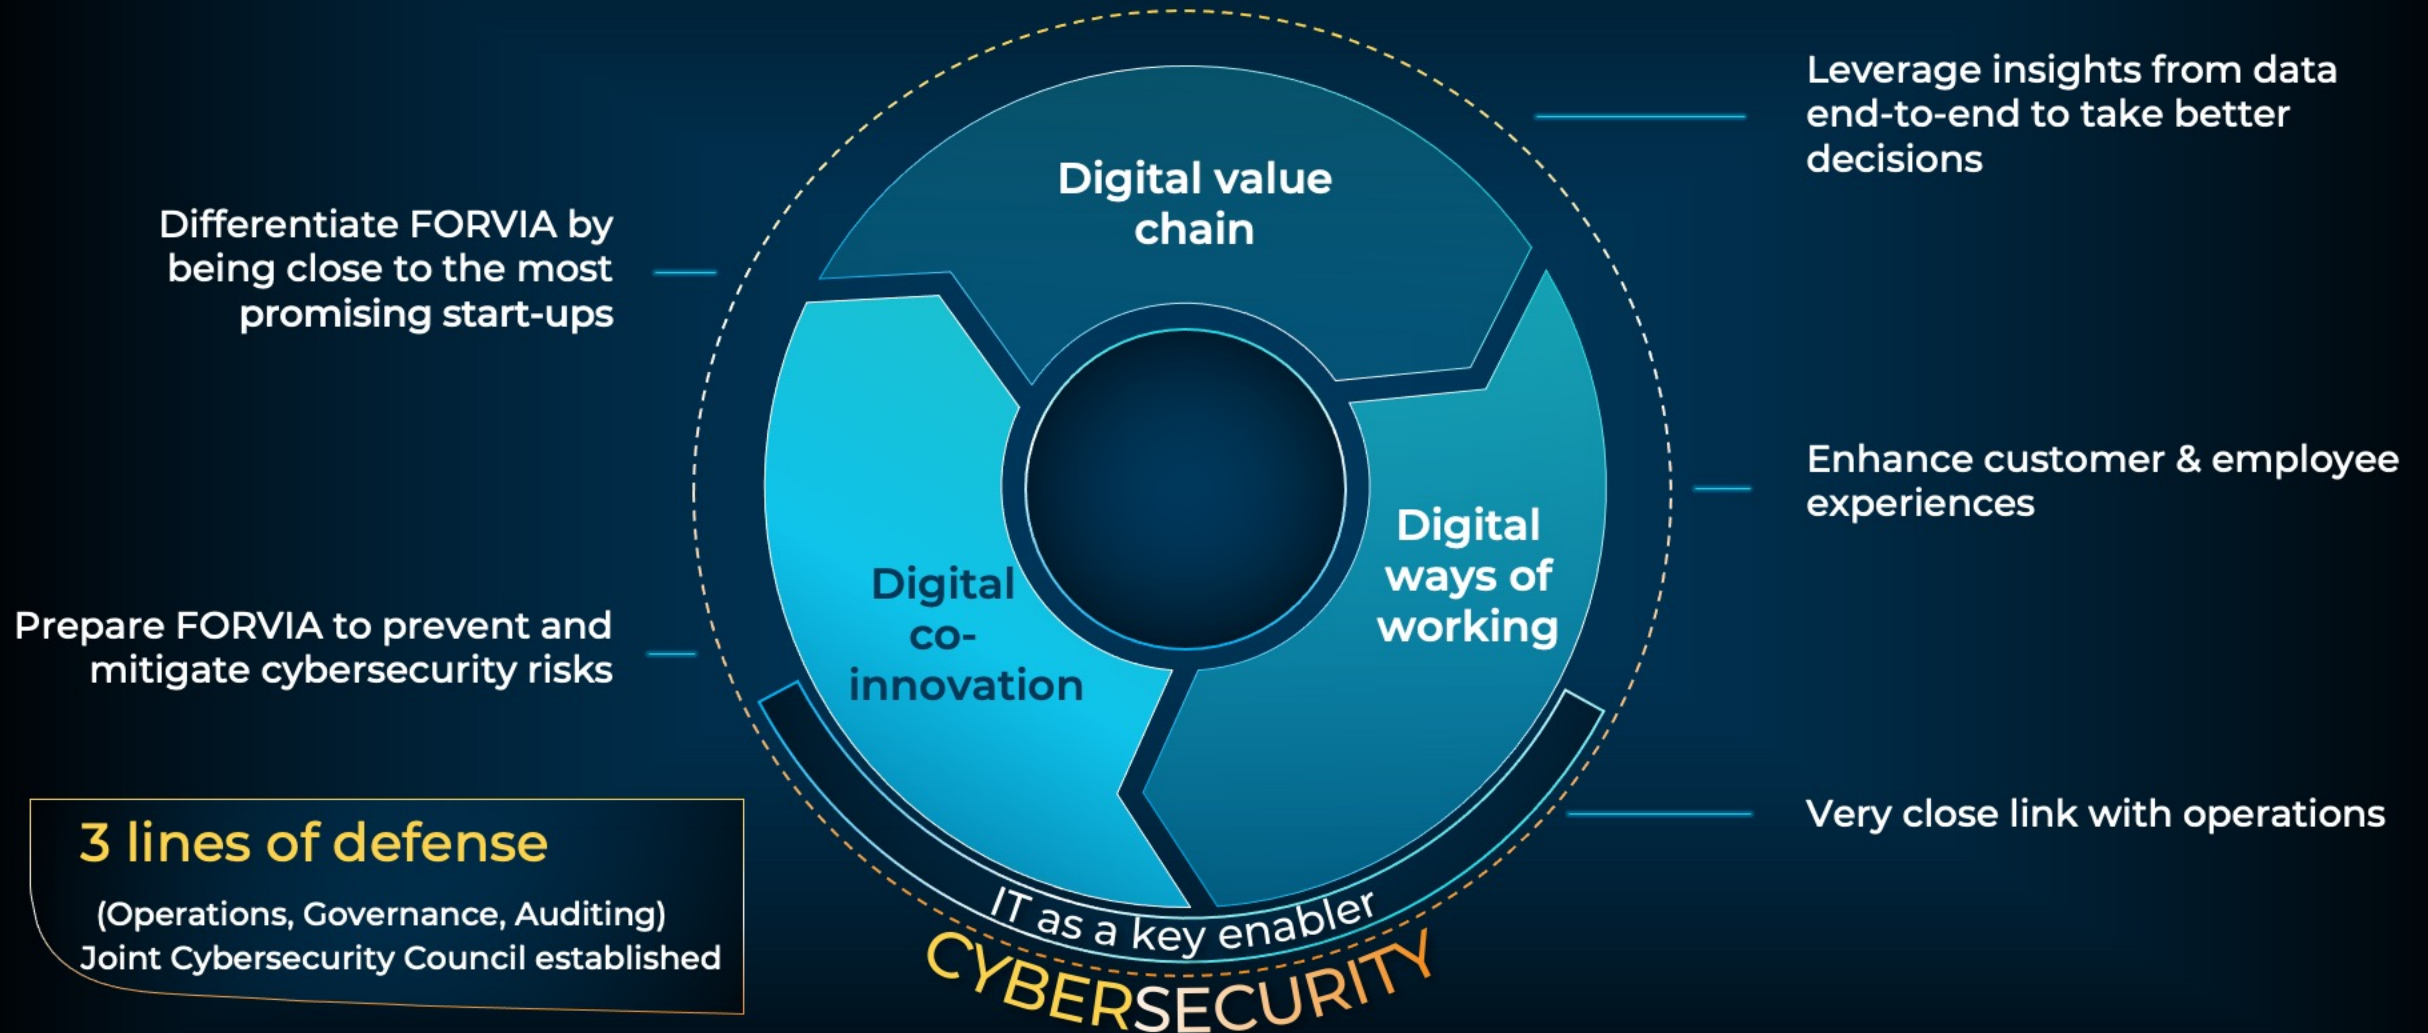 Leverage insights from data
end-to-end to take better
decisions
Digital value
chain
Differentiate FORVIA by
being close to the most
promising start-ups
Enhance customer & employee
experiences
Digital
ways of
working
Digital
co-
innovation
Prepare FORVIA to prevent and
mitigate cybersecurity risks
Very close link with operations
3 lines of defense
(Operations, Governance, Auditing)
Joint Cybersecurity Council established
IT as a key enabler
CYBERSECURITY